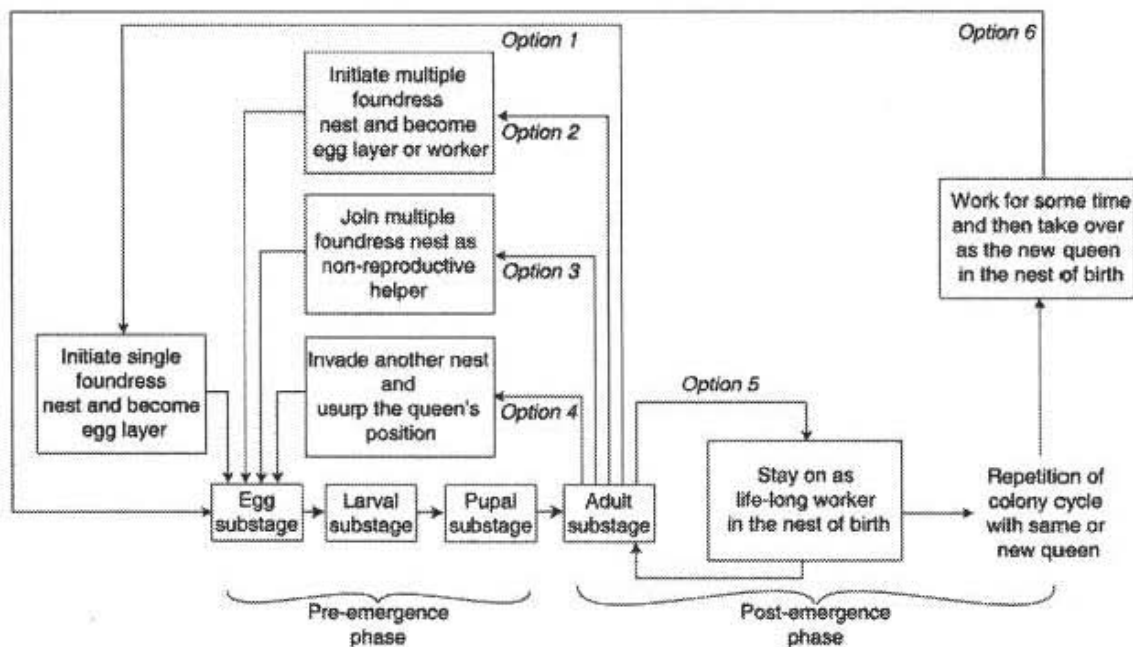 Option 1
Option 6
Initiate multiple
foundress
nest and become
egg layer or worker
Option 2
Join multiple
foundress nest as
non-reproductive
helper
Option 3
Work for some time
and then take over
as the new queen
in the nest of birth
Initiate single
foundress
nest and become
egg layer
Invade another nest
and
usurp the queen's
position
Option 4
Option 5
Egg
substage
Larval
substage
Pupal
substage
Adult
substage
Stay on as
life-long worker
in the nest of birth
Repetition of
colony cycle
with same or
new queen
Pre-emergence
phase
Post-emergence
phase